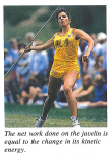 The net work done on the javelin is
equal to the change in its kinetic
energy.